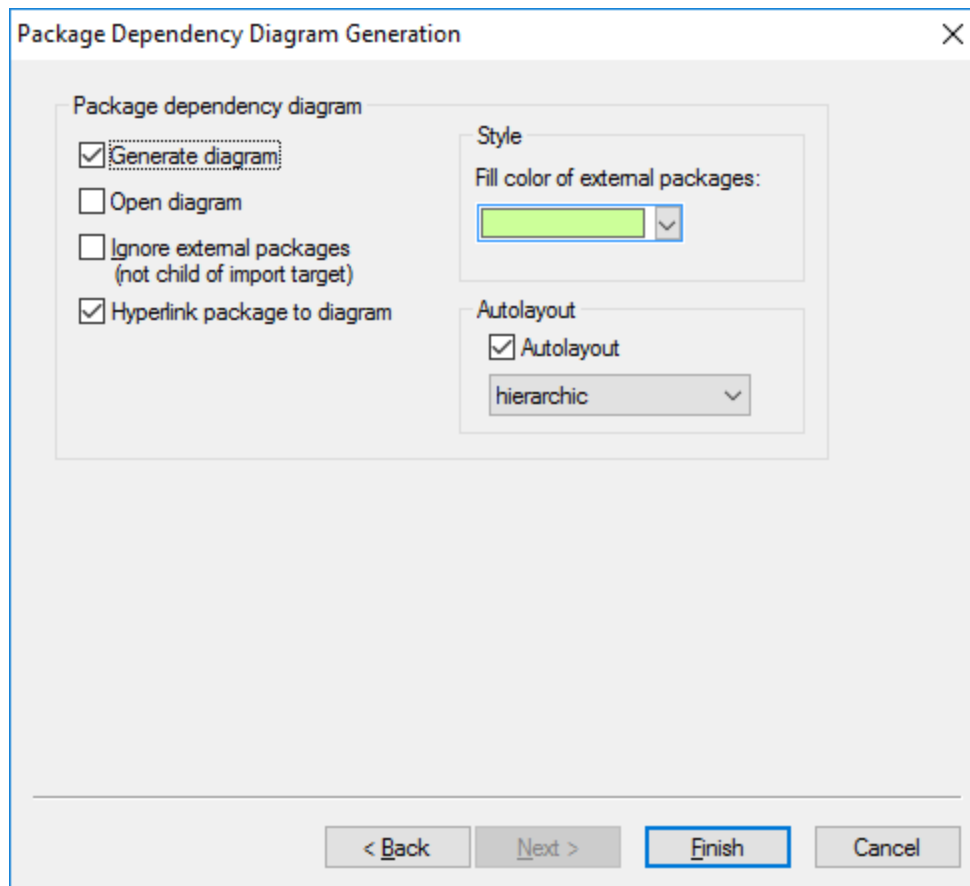 Package Dependency Diagram Generation
Package dependency diagram
Generate diagram
Open diagram
Ignore external packages
(not child of import target)
Hyperlink package to diagram
Style
Fill color of external packages:
Autolayout
Autolayout
hierarchic
< Back
Next >
Finish
Cancel